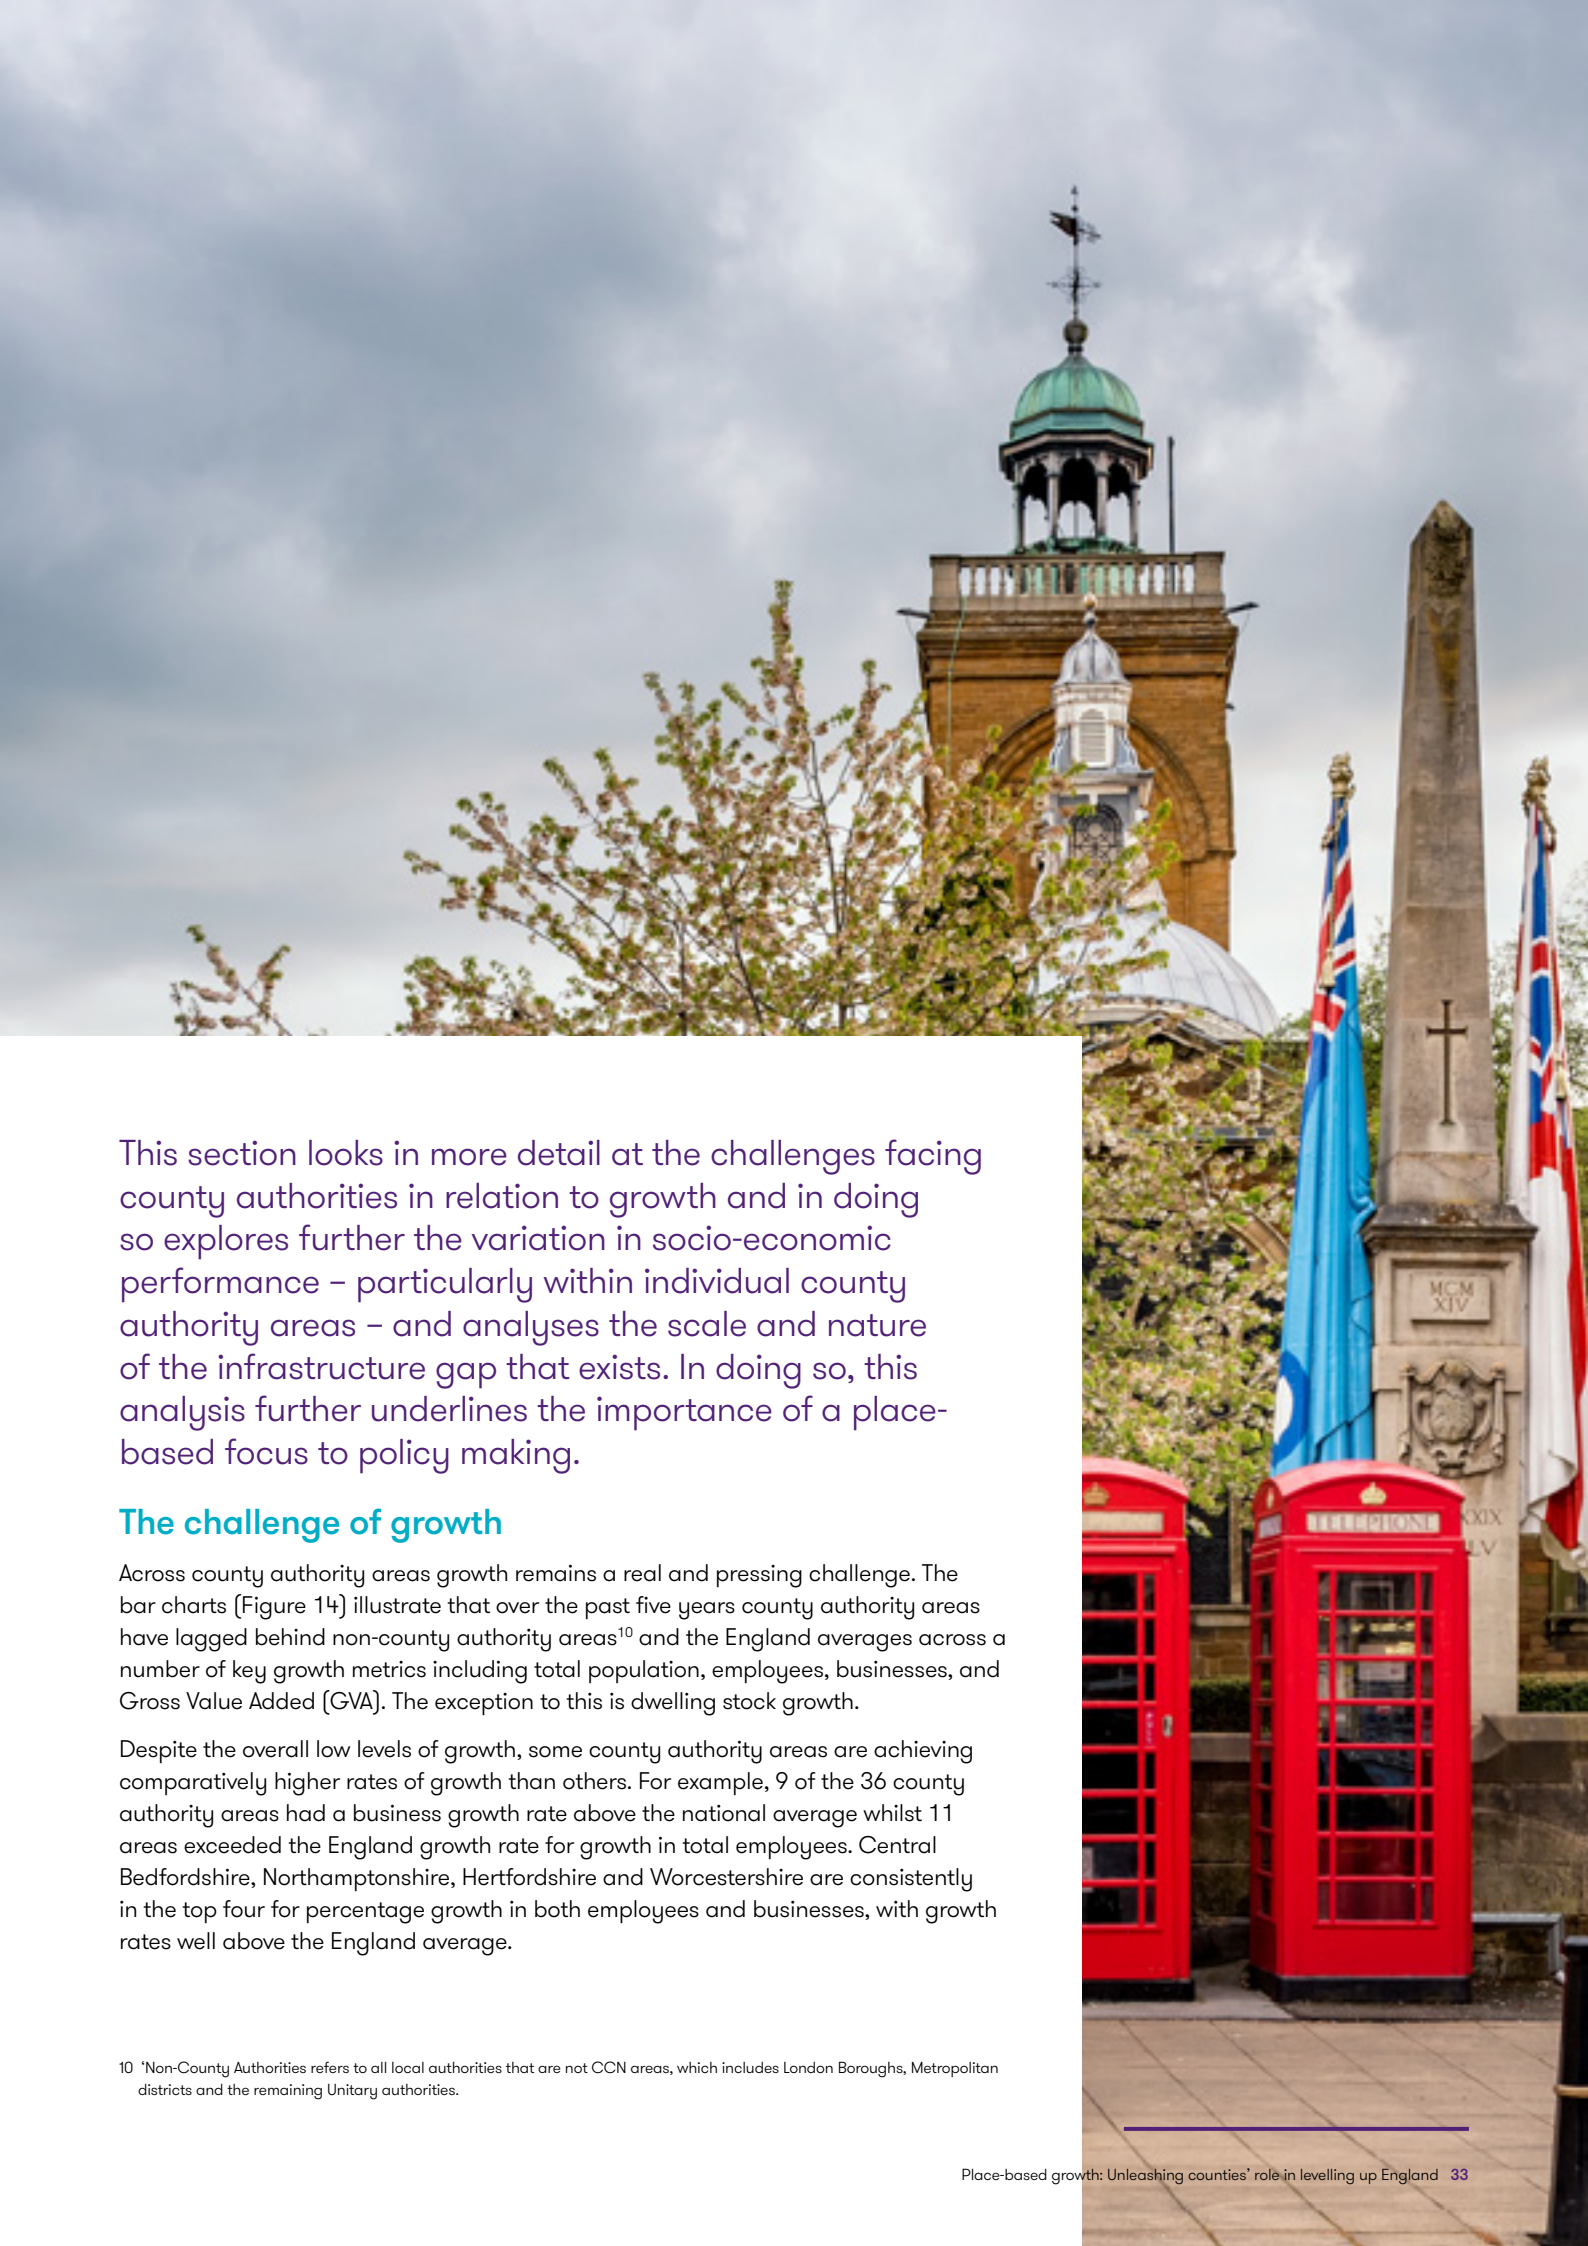 MCM
XIV
TELEPHONE
XXIX
LV
This section looks in more detail at the challenges facing
county authorities in relation to growth and in doing
so explores further the variation in socio-economic
performance – particularly within individual county
authority areas – and analyses the scale and nature
of the infrastructure gap that exists. In doing so, this
analysis further underlines the importance of a place-
based focus to policy making.
The challenge of growth
Across county authority areas growth remains a real and pressing challenge. The
bar charts (Figure 14) illustrate that over the past five years county authority areas
have lagged behind non-county authority areas¹⁰ and the England averages across a
number of key growth metrics including total population, employees, businesses, and
Gross Value Added (GVA). The exception to this is dwelling stock growth.
Despite the overall low levels of growth, some county authority areas are achieving
comparatively higher rates of growth than others. For example, 9 of the 36 county
authority areas had a business growth rate above the national average whilst 11
areas exceeded the England growth rate for growth in total employees. Central
Bedfordshire, Northamptonshire, Hertfordshire and Worcestershire are consistently
in the top four for percentage growth in both employees and businesses, with growth
rates well above the England average.
10 ‘Non-County Authorities refers to all local authorities that are not CCN areas, which includes London Boroughs, Metropolitan
districts and the remaining Unitary authorities.
Place-based growth: Unleashing counties’ role in levelling up England 33